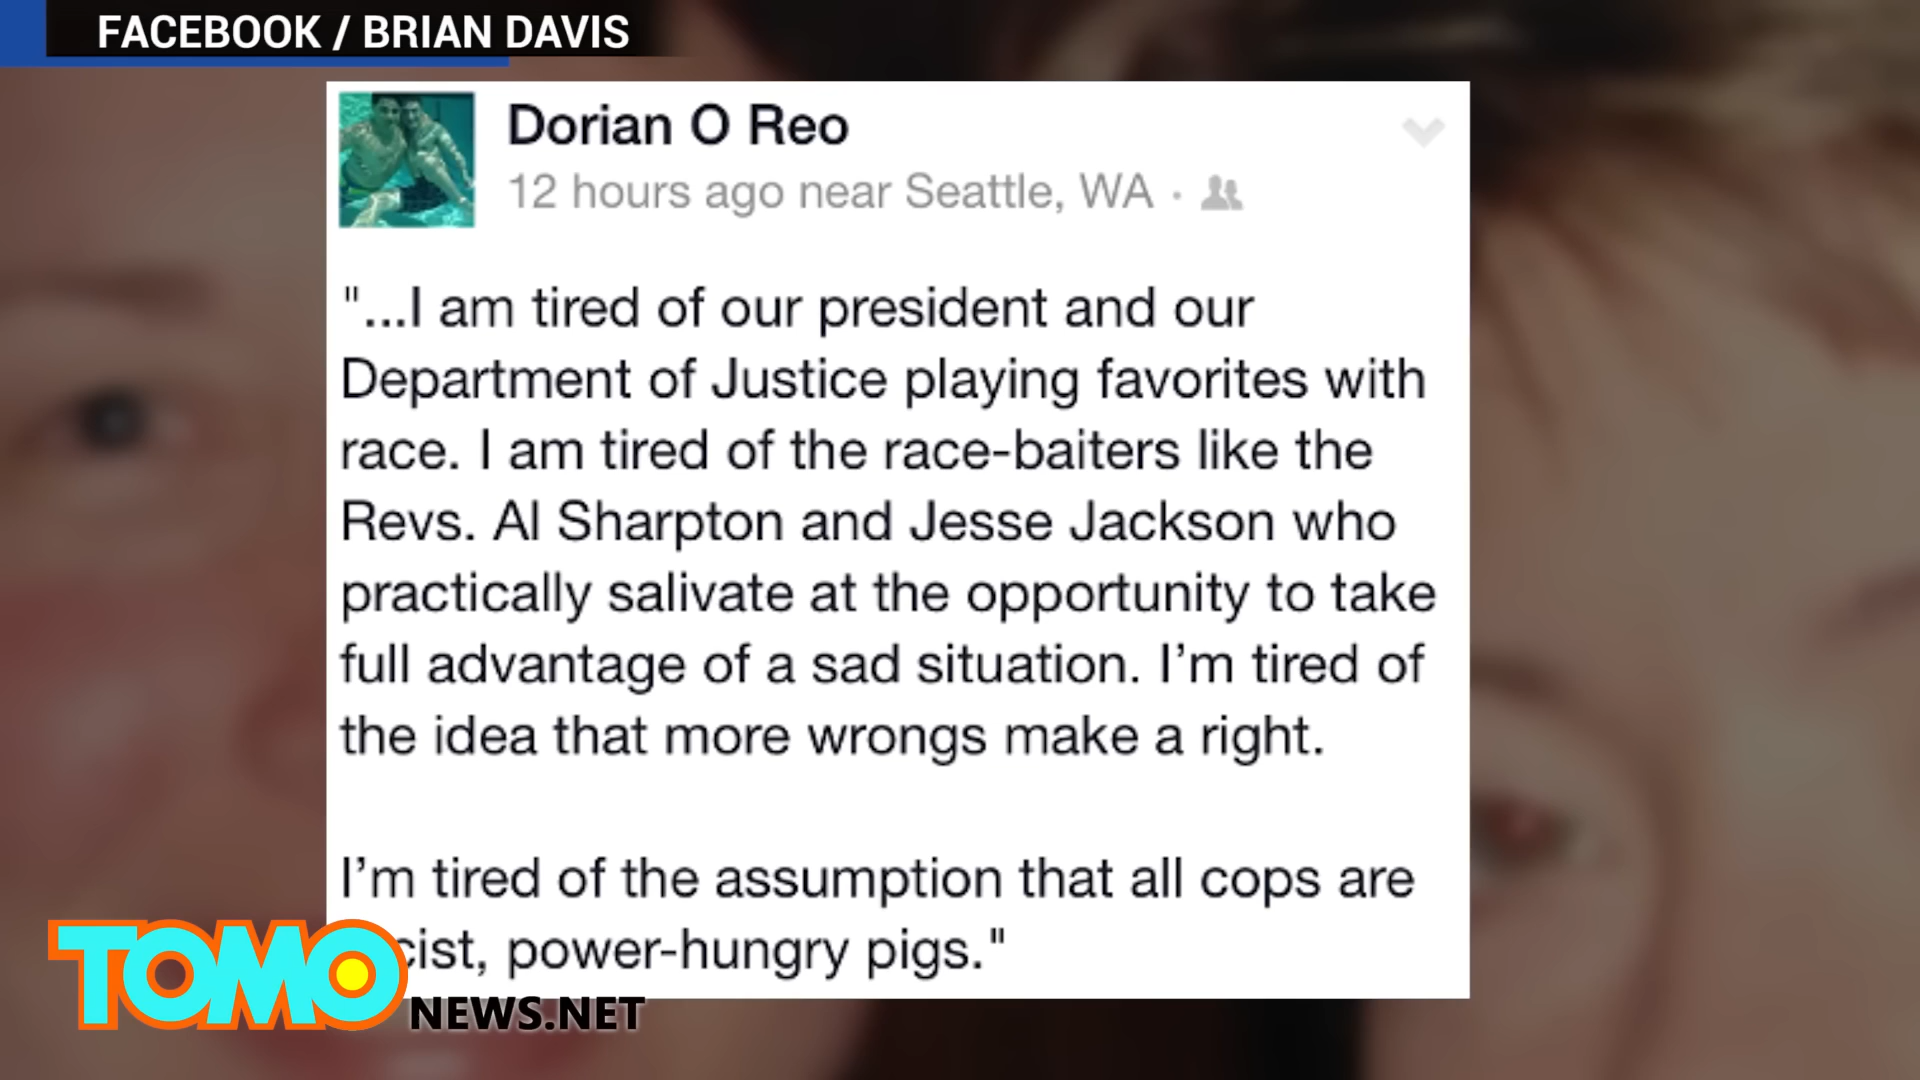 FACEBOOK / BRIAN DAVIS
Dorian O Reo
12 hours ago near Seattle, WA ·
"...I am tired of our president and our
Department of Justice playing favorites with
race. I am tired of the race-baiters like the
Revs. Al Sharpton and Jesse Jackson who
practically salivate at the opportunity to take
full advantage of a sad situation. I’m tired of
the idea that more wrongs make a right.
I’m tired of the assumption that all cops are
cist, power-hungry pigs."
TOMO
NEWS.NET